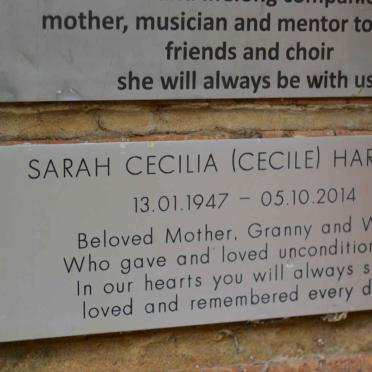 mother, musician and mentor to
friends and choir
she will always be with us
SARAH CECILIA (CECILE) HAR
13.01.1947 – 05.10.2014
Beloved Mother, Granny and W
Who gave and loved uncondition
In our hearts you will always s
loved and remembered every d